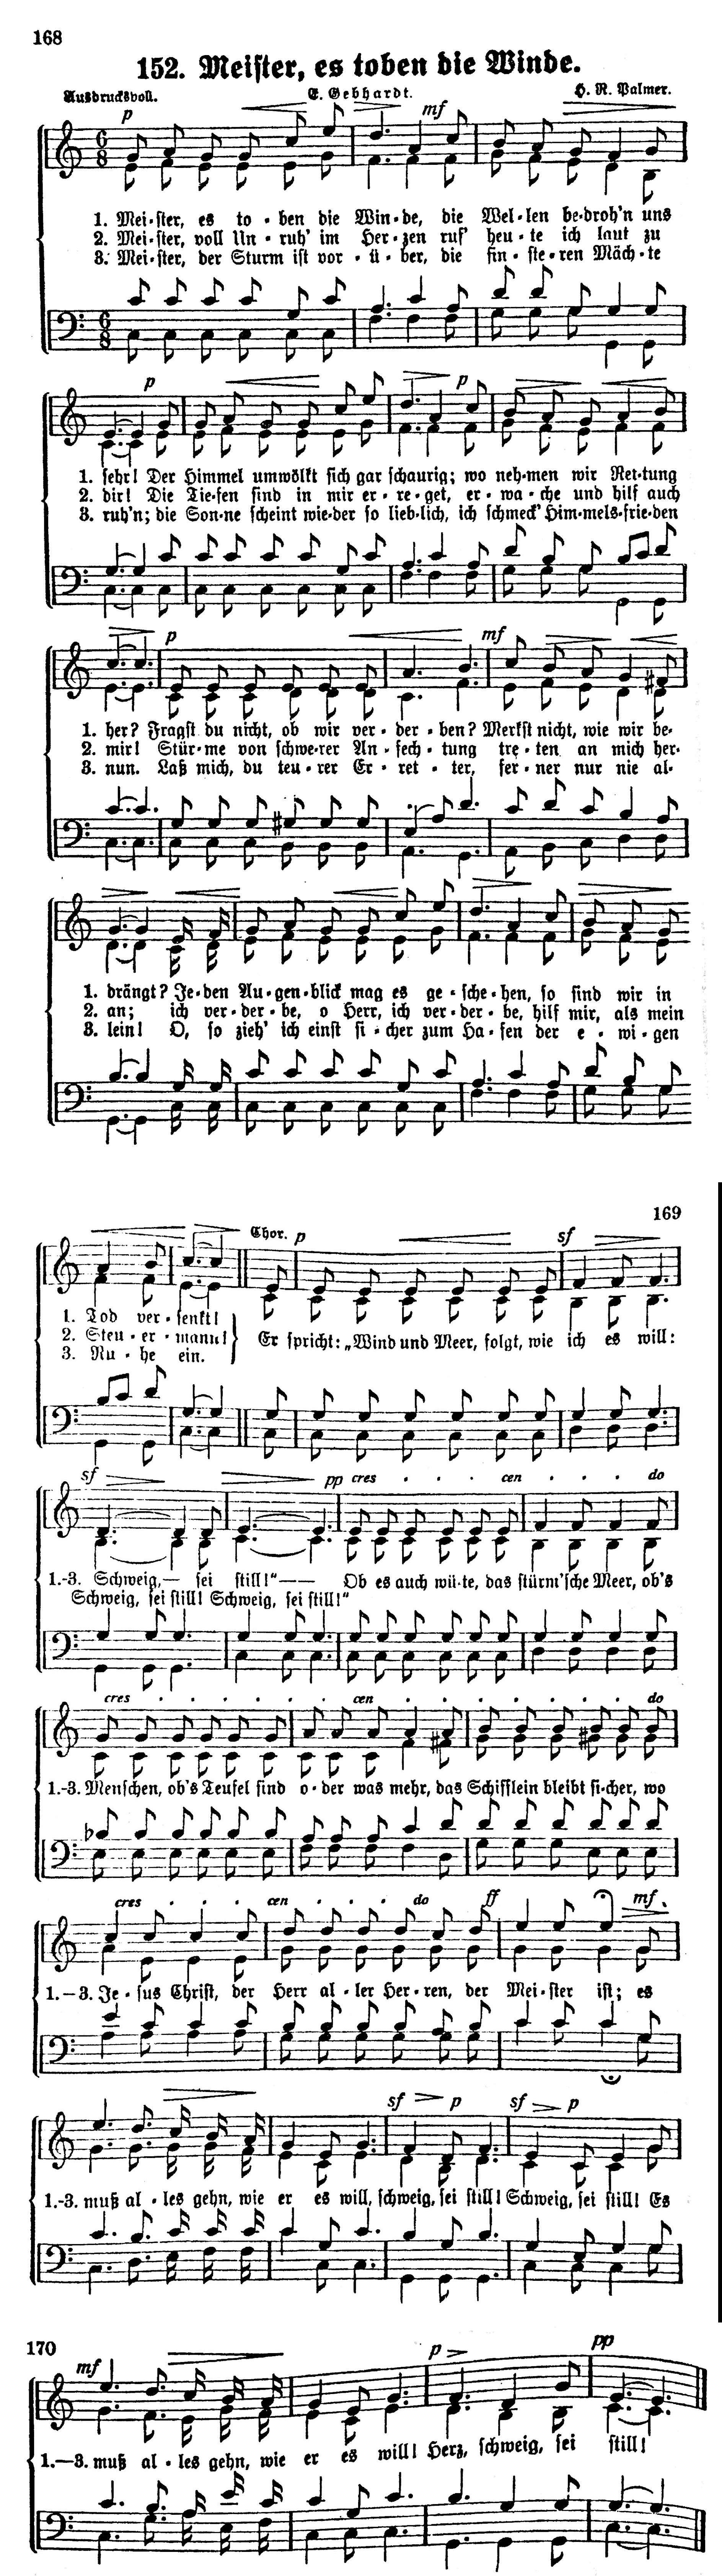 168
152. Meister, es toben die Winde.
Ausdrucksvoll.
E. Gebhardt.
H. R. Palmer.
p
mf
1. Mei-ster, es to-ben die Win-de, die Wel-len be-droh'n uns
2. Mei-ster, voll Un-ruh' im Her-zen ruf' heu-te ich laut zu
3. Mei-ster, der Sturm ist vor-ü-ber, die fin-ste-ren Mäch-te
p
p
1. sehr! Der Himmel umwölkt sich gar schaurig; wo neh-men wir Ret-tung
2. dir! Die Tie-fen sind in mir er-re-get, er-wa-che und hilf auch
3. ruh'n; die Son-ne scheint wie-der so lieb-lich, ich schmeck' Him-mels-frie-den
p
mf
1. her? Fragst du nicht, ob wir ver-der-ben? Merkst nicht, wie wir be-
2. mir! Stür-me von schwe-rer An-fech-tung tre-ten an mich her-
3. nun. Laß mich, du teu-rer Er-ret-ter, fer-ner nur nie al-
1. drängt? Je-den Au-gen-blick mag es ge-sche-hen, so sind wir in
2. an; ich ver-der-be, o Herr, ich ver-der-be, hilf mir, als mein
3. lein! O, so zieh' ich einst si-cher zum Ha-fen der e-wi-gen
169
Chor. p
sf
1. Tod ver-senkt!
2. Steu-er-mann!
3. Ru-he ein.
Er spricht: „Wind und Meer, folgt, wie ich es will:
sf
pp cres . . . cen . . . do
1.-3. Schweig,— sei still!“—— Ob es auch wü-te, das stürm'sche Meer, ob's
Schweig, sei still! Schweig, sei still!“
cres . . . . . . cen . . . . . . . . do
1.-3. Menschen, ob's Teufel sind o-der was mehr, das Schifflein bleibt si-cher, wo
cres . . . cen . . . do ff mf
1.—3. Je-sus Christ, der Herr al-ler Her-ren, der Mei-ster ist; es
sf p sf p
1.-3. muß al-les gehn, wie er es will, schweig, sei still! Schweig, sei still! Es
170
mf
p
pp
1.—3. muß al-les gehn, wie er es will! Herz, schweig, sei still!